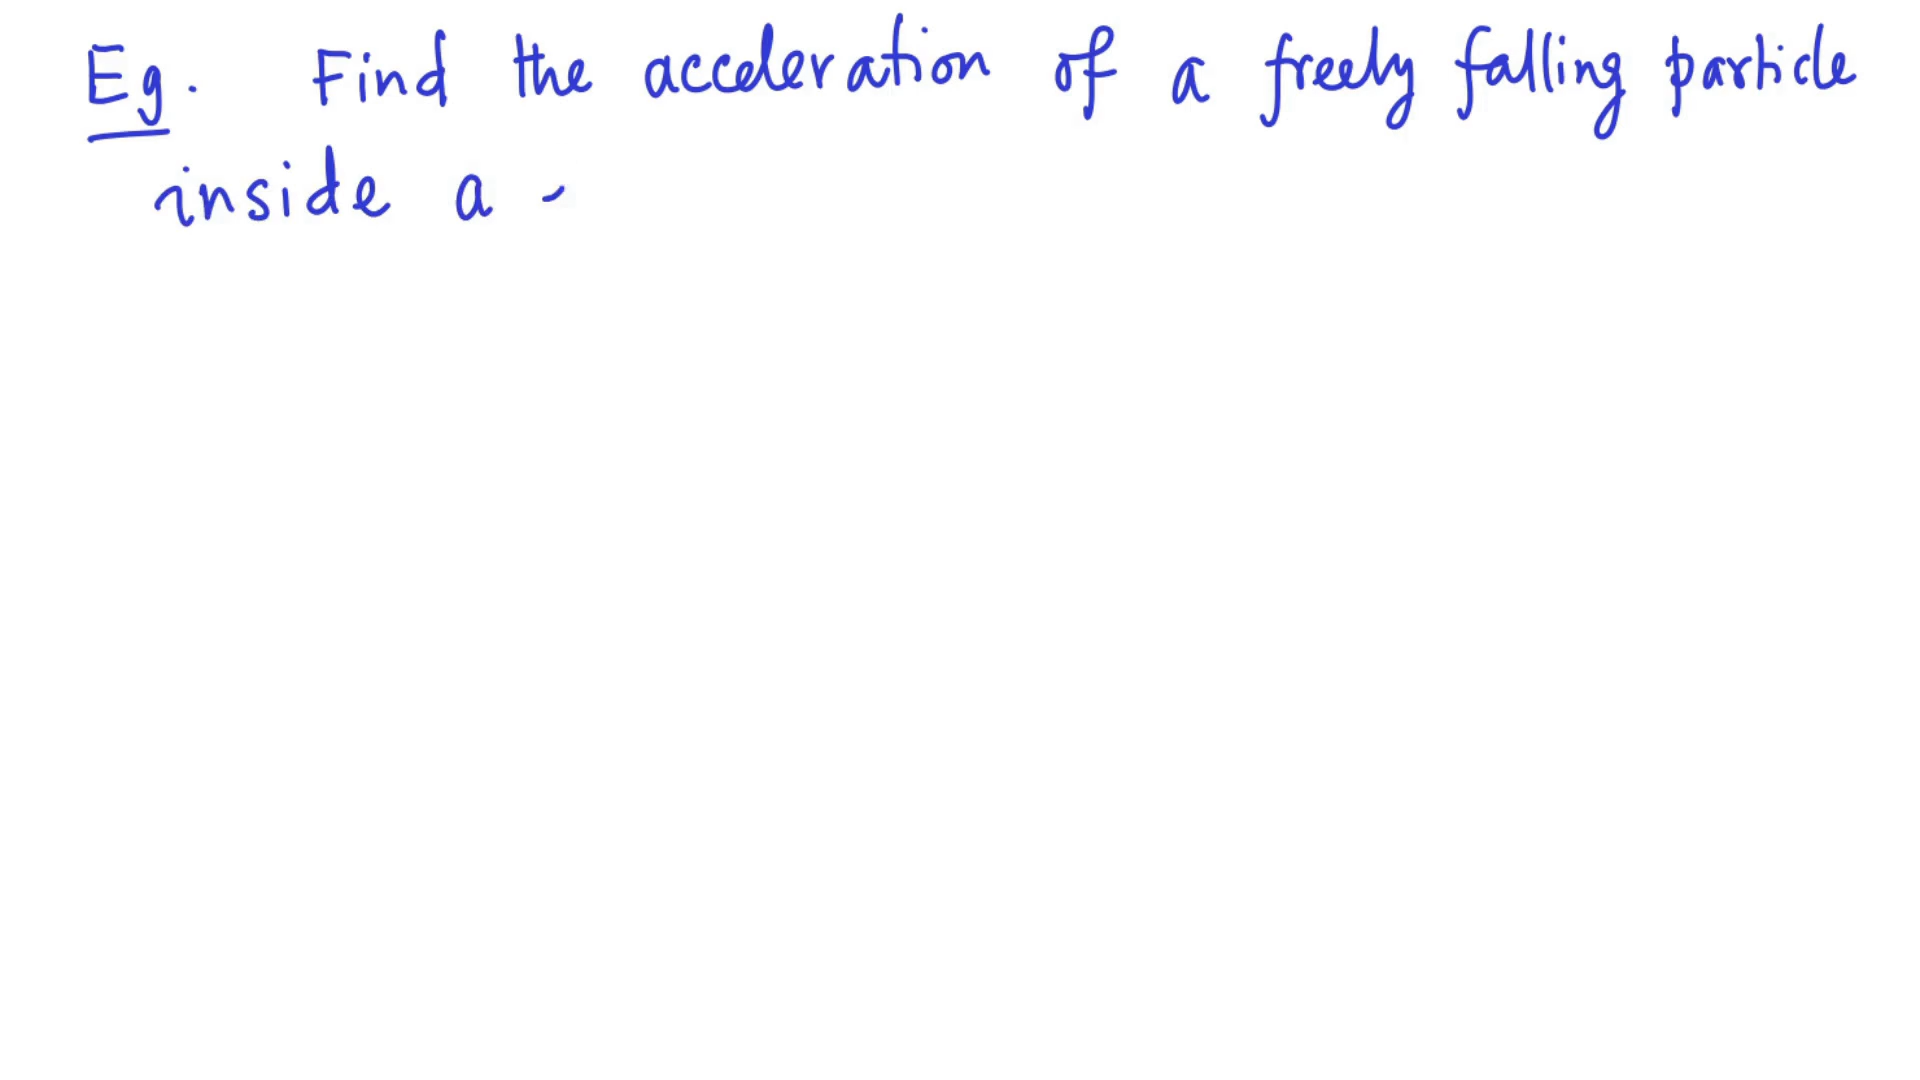 Eg. Find the acceleration of a freely falling particle
inside a